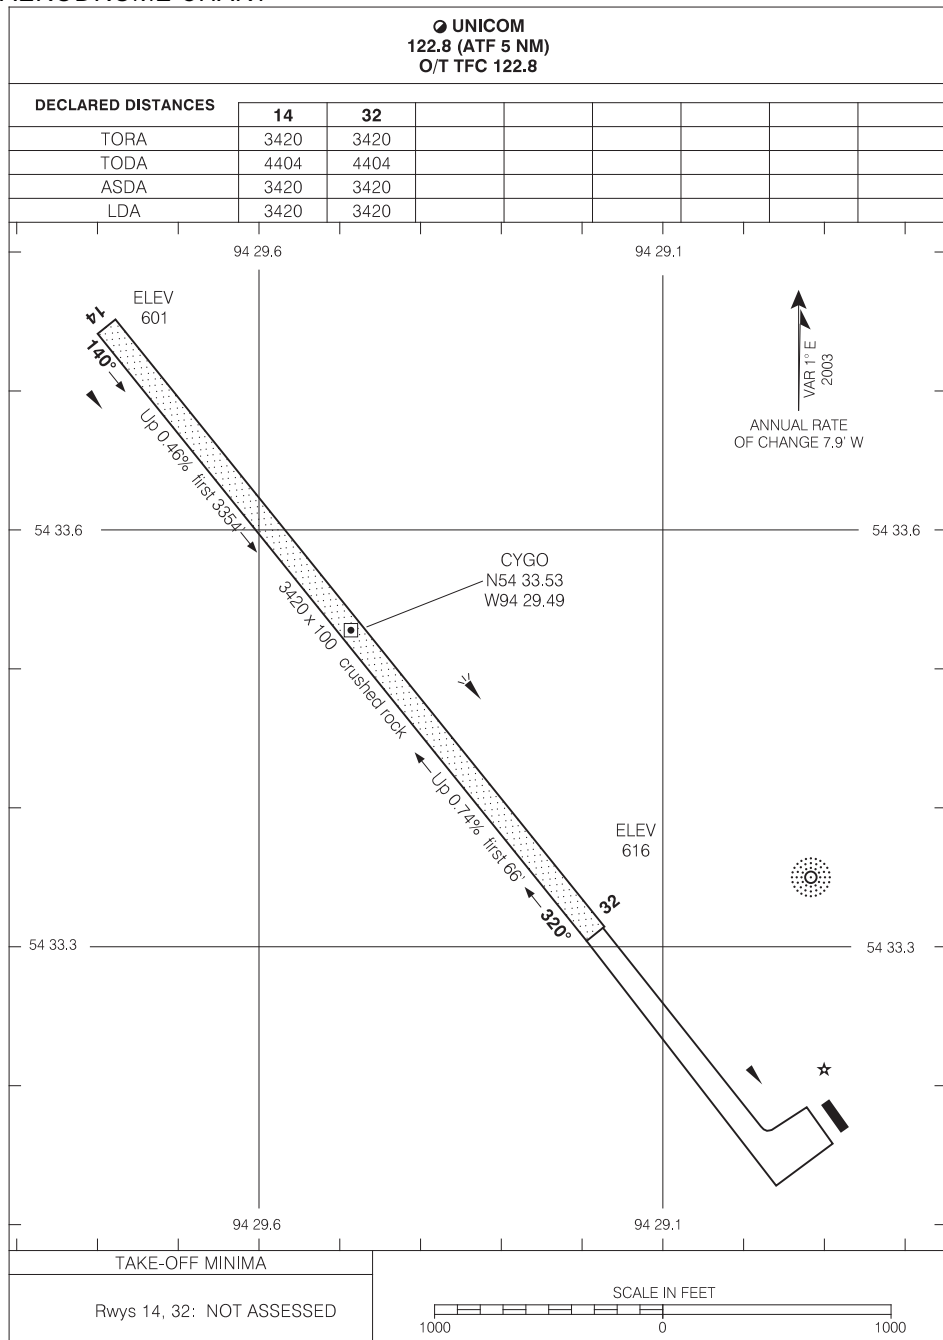 UNICOM
122.8 (ATF 5 NM)
O/T TFC 122.8
DECLARED DISTANCES 14 32
TORA 3420 3420
TODA 4404 4404
ASDA 3420 3420
LDA 3420 3420
94 29.6 94 29.1
ELEV
601
14
140°
Up 0.46% first 3354'
VAR 1° E
2003
ANNUAL RATE
OF CHANGE 7.9' W
54 33.6 54 33.6
CYGO
N54 33.53
W94 29.49
3420 x 100 crushed rock
Up 0.74% first 66'
ELEV
616
32
320°
54 33.3 54 33.3
94 29.6 94 29.1
TAKE-OFF MINIMA
Rwys 14, 32: NOT ASSESSED
SCALE IN FEET
1000 0 1000